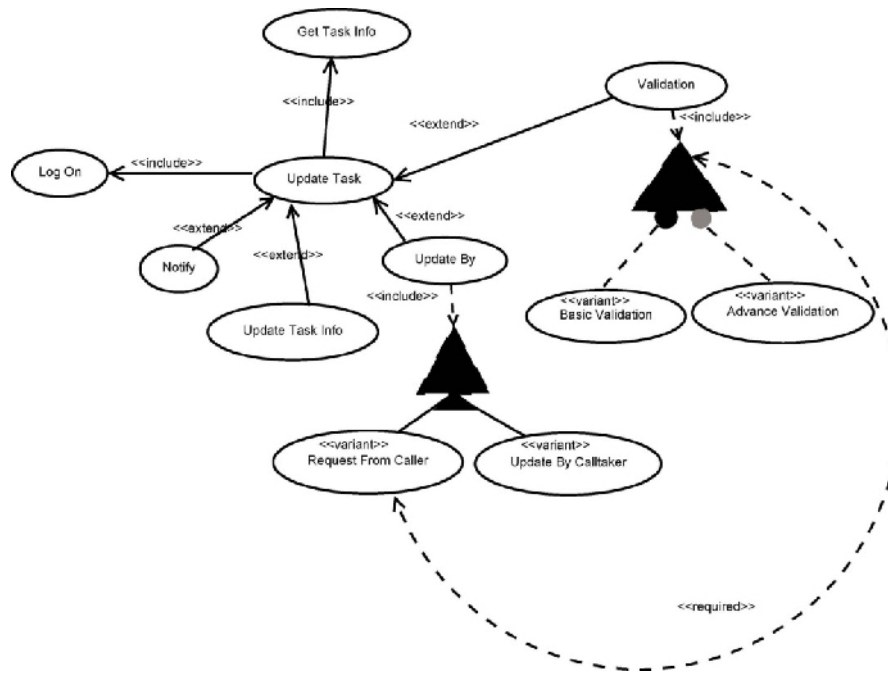 Get Task Info
Validation
<<include>>
<<include>>
<<extend>>
Log On
<<include>>
Update Task
<<extend>>
<<extend>>
<<extend>>
Notify
Update By
<<include>>
<<variant>>
Basic Validation
<<variant>>
Advance Validation
Update Task Info
<<variant>>
Request From Caller
<<variant>>
Update By Calltaker
<<required>>